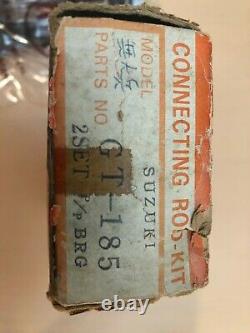 CONNECTING ROD-KIT
MODEL
SUZUKI
PARTS NO.
GT-185
2SET BRG